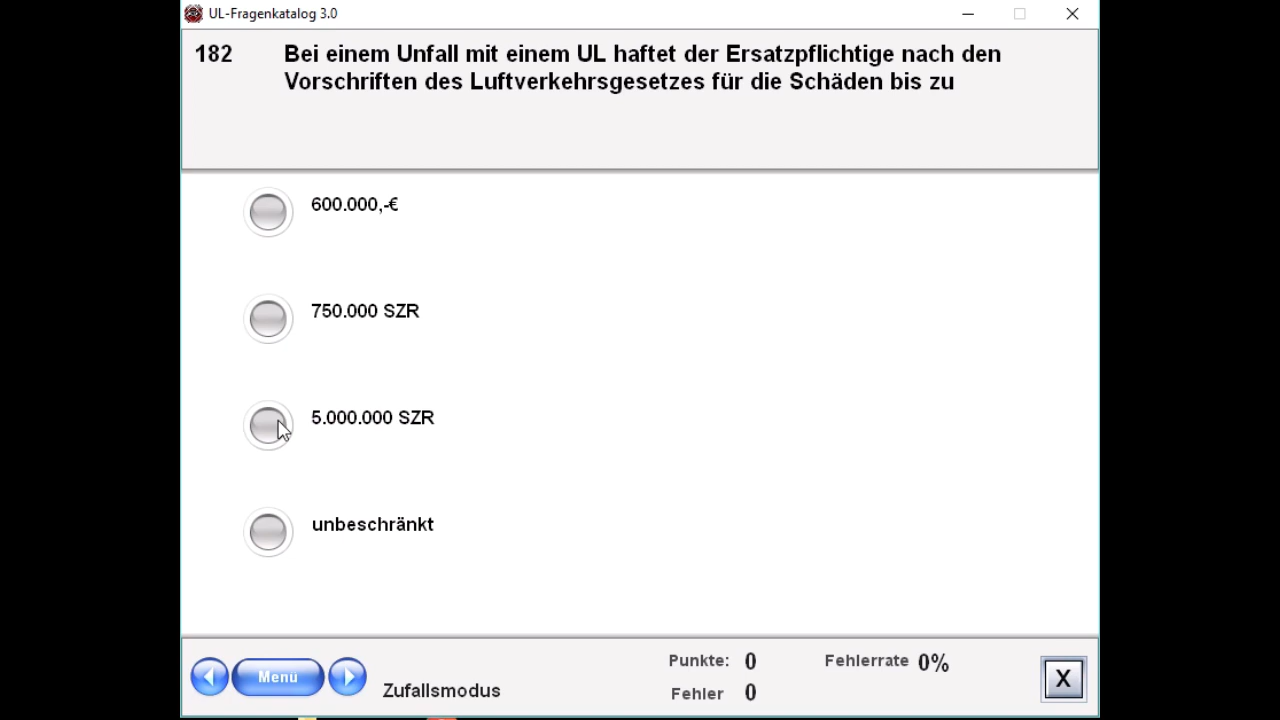 UL-Fragenkatalog 3.0
182 Bei einem Unfall mit einem UL haftet der Ersatzpflichtige nach den
Vorschriften des Luftverkehrsgesetzes für die Schäden bis zu
600.000,-€
750.000 SZR
5.000.000 SZR
unbeschränkt
Menü
Zufallsmodus
Punkte: 0
Fehlerrate 0%
Fehler 0
X